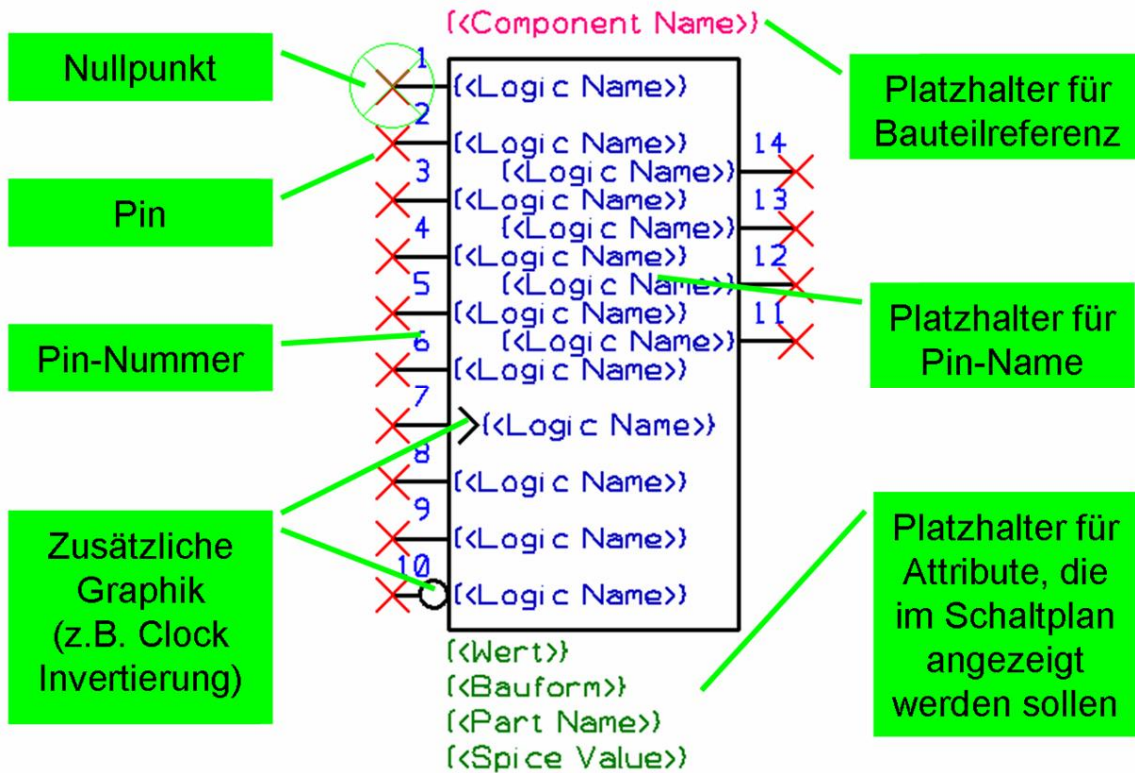 {<Component Name>}
Nullpunkt
Pin
Pin-Nummer
Zusätzliche
Graphik
(z.B. Clock
Invertierung)
1
{<Logic Name>}
2
{<Logic Name>}
3
{<Logic Name>}
4
{<Logic Name>}
5
{<Logic Name>}
6
{<Logic Name>}
7
{<Logic Name>}
8
{<Logic Name>}
9
{<Logic Name>}
10
{<Logic Name>}
14
{<Logic Name>}
13
{<Logic Name>}
12
{<Logic Name>}
11
{<Logic Name>}
{<Wert>}
{<Bauform>}
{<Part Name>}
{<Spice Value>}
Platzhalter für
Bauteilreferenz
Platzhalter für
Pin-Name
Platzhalter für
Attribute, die
im Schaltplan
angezeigt
werden sollen